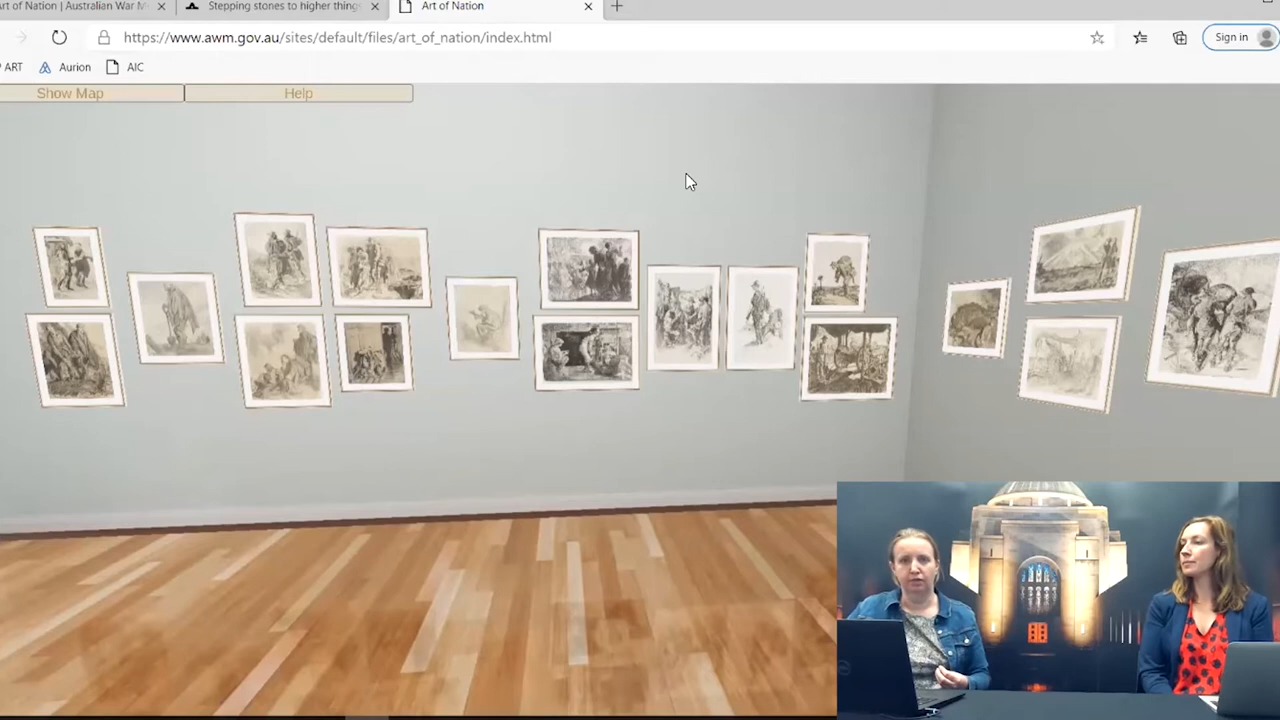 rt of Nation | Australian War M
Stepping stones to higher thing
Art of Nation
https://www.awm.gov.au/sites/default/files/art_of_nation/index.html
Sign in
ART
Aurion
AIC
Show Map
Help